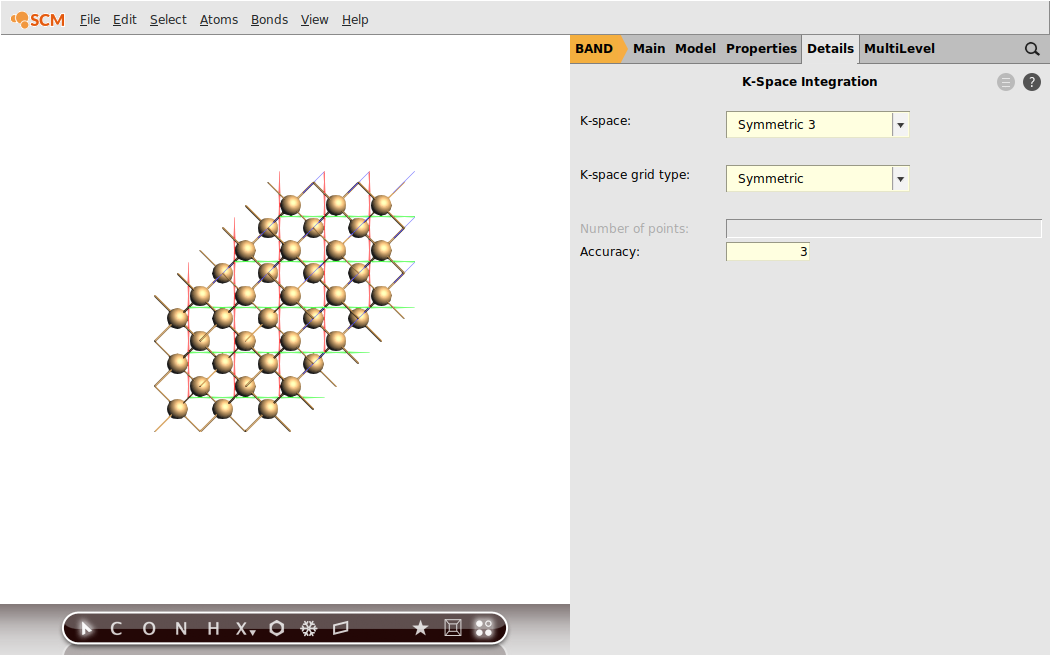 SCM File Edit Select Atoms Bonds View Help
BAND Main Model Properties Details MultiLevel
K-Space Integration
?
K-space: Symmetric 3
K-space grid type: Symmetric
Number of points:
Accuracy: 3
C O N H X